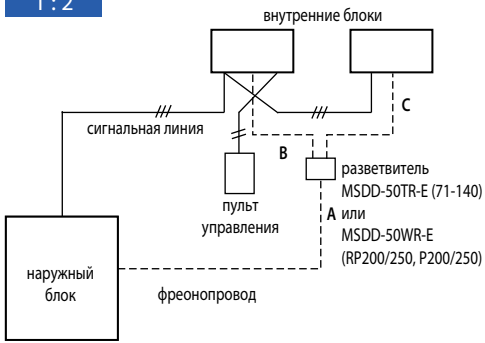 1 : 2
внутренние блоки
C
сигнальная линия
B
разветвитель
MSDD-50TR-E (71-140)
A или
MSDD-50WR-E
(RP200/250, P200/250)
пульт
управления
наружный
блок
фреонопровод